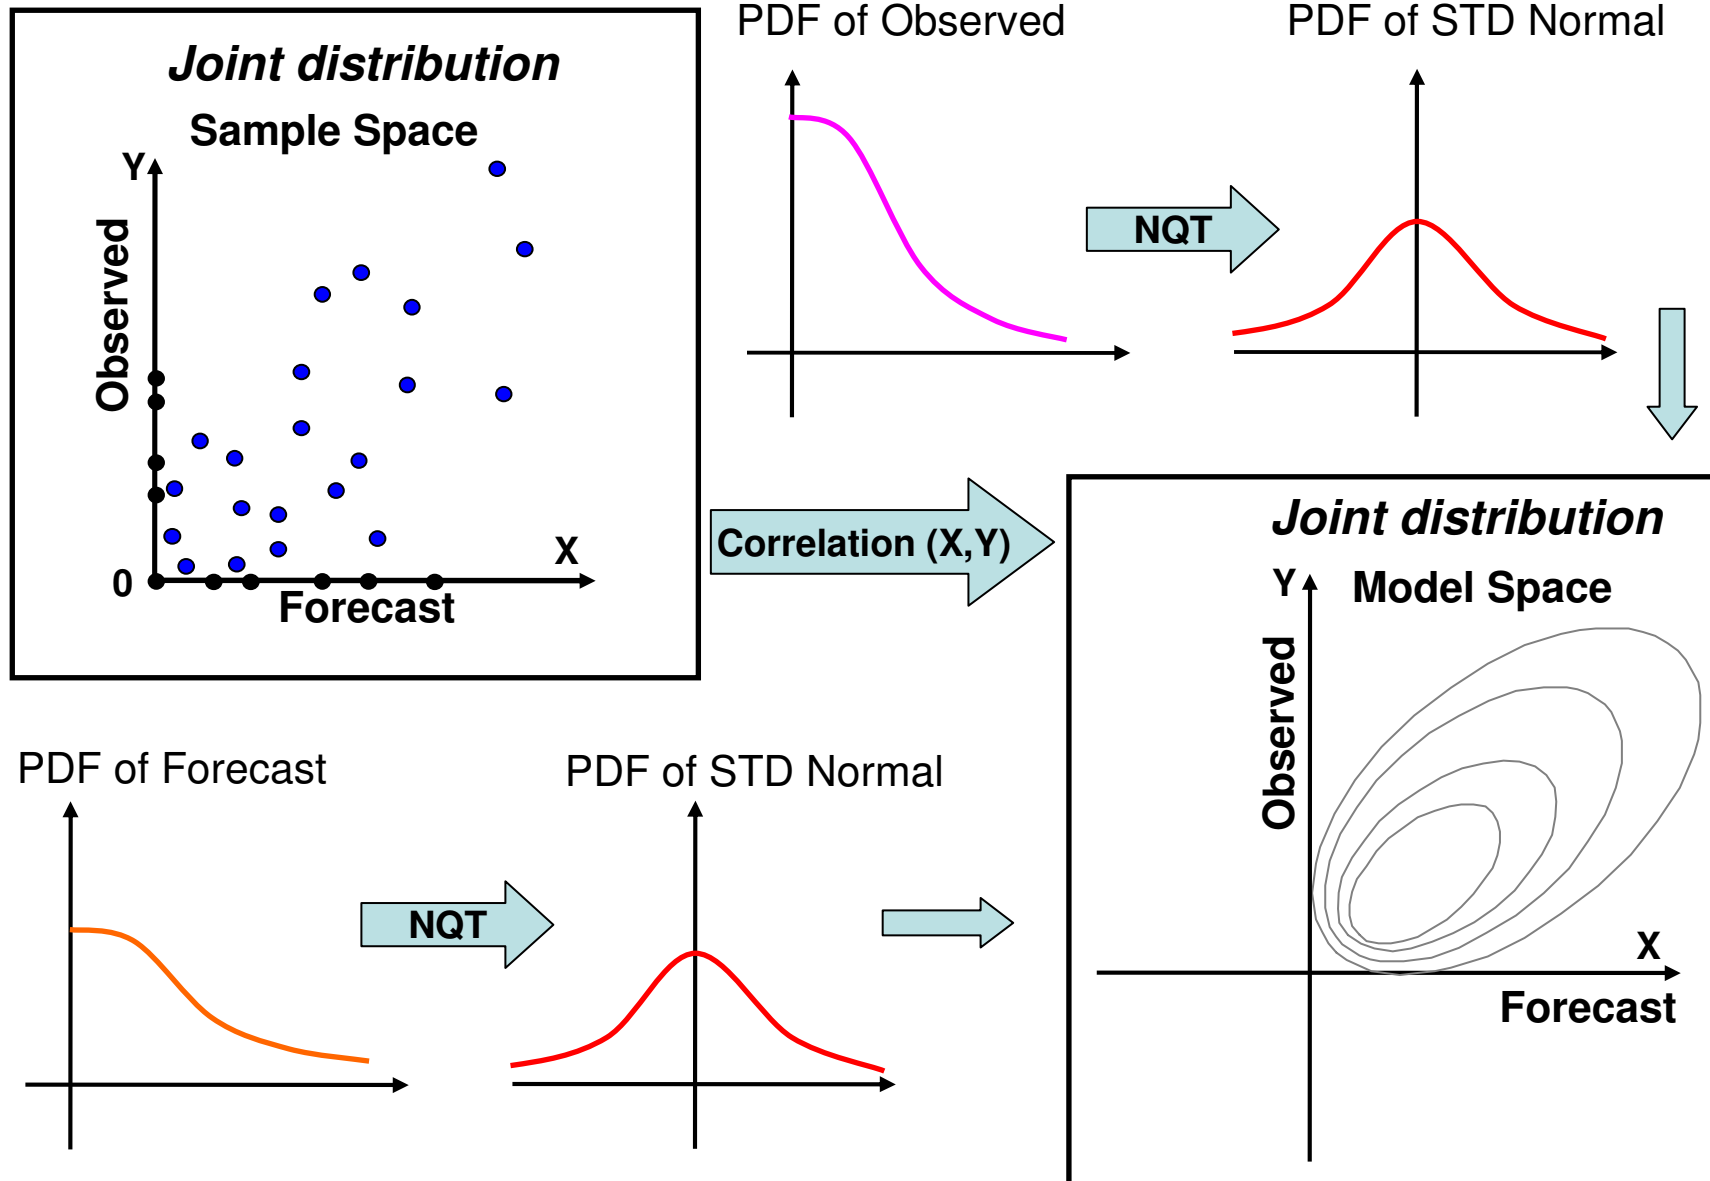 Joint distribution
Sample Space
Y
Observed
0
X
Forecast
PDF of Observed
NQT
PDF of STD Normal
Correlation (X,Y)
PDF of Forecast
NQT
PDF of STD Normal
Joint distribution
Model Space
Y
Observed
X
Forecast